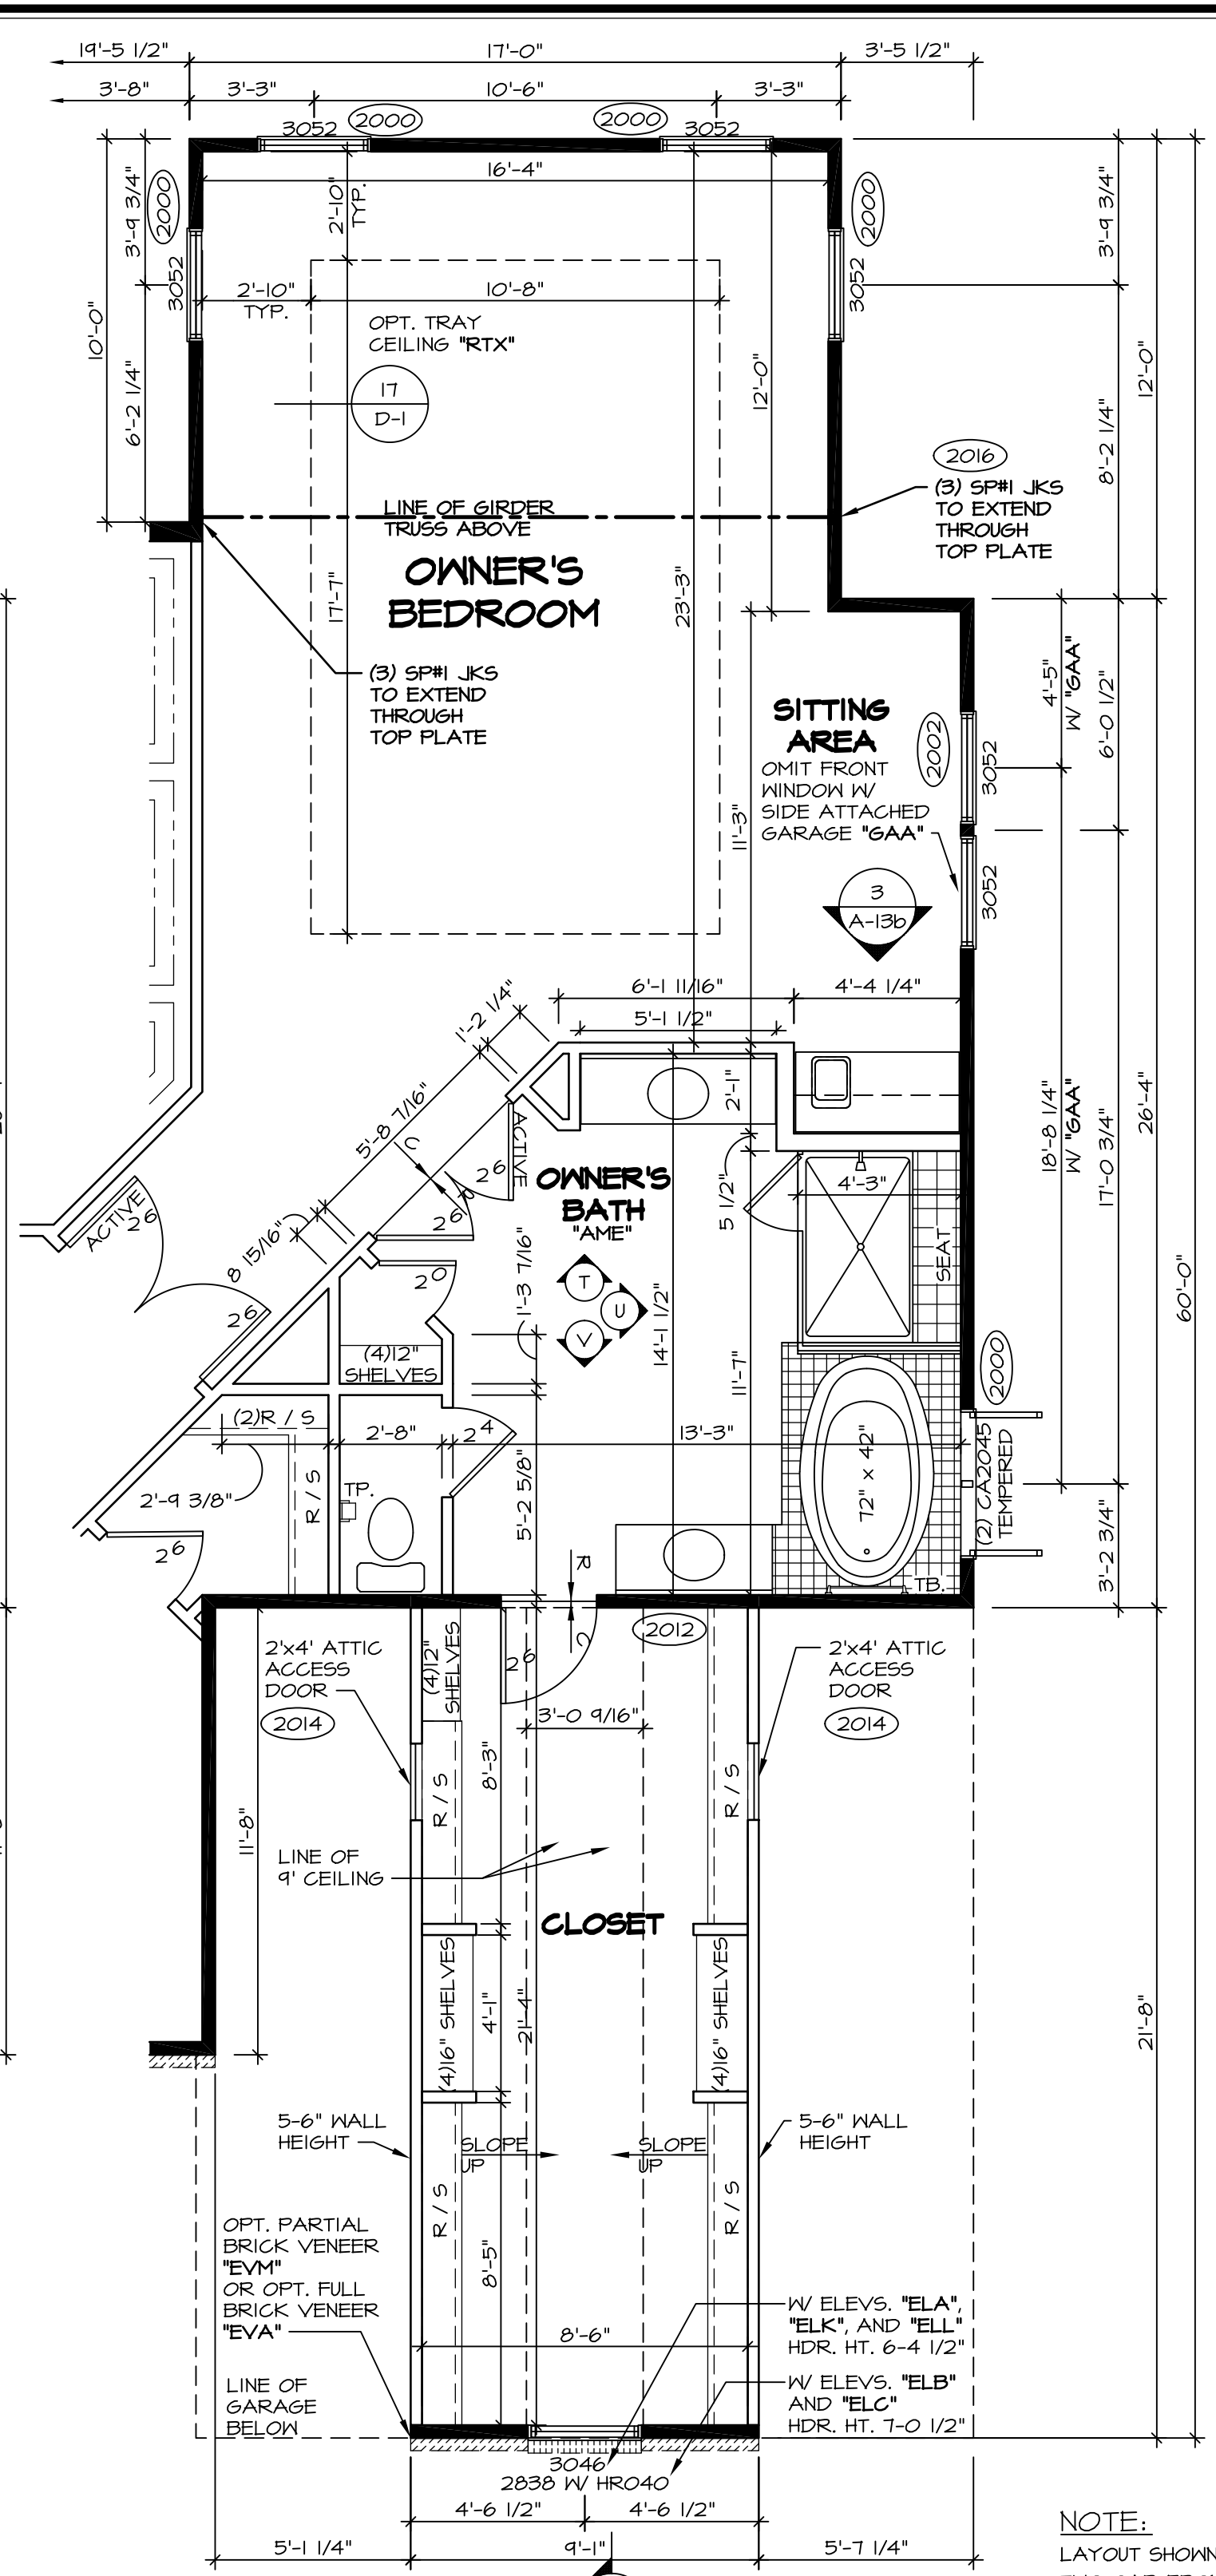 19'-5 1/2"
17'-0"
3'-5 1/2"
3'-8"
3'-3"
10'-6"
3'-3"
3052
2000
2000
3052
16'-4"
2000
3052
3'-9 3/4"
10'-0"
6'-2 1/4"
2'-10"
TYP.
2'-10"
TYP.
10'-8"
OPT. TRAY
CEILING "RTX"
17
D-1
12'-0"
2000
3052
3'-9 3/4"
8'-2 1/4"
12'-0"
2016
(3) SP#1 JKS
TO EXTEND
THROUGH
TOP PLATE
LINE OF GIRDER
TRUSS ABOVE
OWNER'S
BEDROOM
17'-7"
23'-3"
(3) SP#1 JKS
TO EXTEND
THROUGH
TOP PLATE
SITTING
AREA
OMIT FRONT
WINDOW W/
SIDE ATTACHED
GARAGE "GAA"
2002
3052
3052
4'-5"
W/ "GAA"
6'-0 1/2"
11'-3"
3
A-13b
6'-1 11/16"
4'-4 1/4"
5'-1 1/2"
1'-2 1/4"
5'-8 7/16"
8 15/16"
2'-1"
18'-8 1/4"
W/ "GAA"
17'-0 3/4"
26'-4"
60'-0"
ACTIVE
26
26
ACTIVE
26
26
OWNER'S
BATH
"AME"
5 1/2"
4'-3"
SEAT
20
1'-3 7/16"
T
U
V
14'-1 1/2"
11'-7"
(4)12"
SHELVES
2000
(2)R / S
2'-8"
24
13'-3"
72" x 42"
(2) CA2045
TEMPERED
2'-9 3/8"
R / S
TP.
5'-2 5/8"
26
TB.
3'-2 3/4"
2012
2'x4' ATTIC
ACCESS
DOOR
2014
(4)12"
SHELVES
26
2'x4' ATTIC
ACCESS
DOOR
2014
3'-0 9/16"
8'-3"
R / S
R / S
11'-8"
LINE OF
9' CEILING
CLOSET
(4)16" SHELVES
4'-1"
21'-4"
(4)16" SHELVES
21'-8"
5-6" WALL
HEIGHT
5-6" WALL
HEIGHT
SLOPE
UP
SLOPE
UP
R / S
R / S
OPT. PARTIAL
BRICK VENEER
"EVM"
OR OPT. FULL
BRICK VENEER
"EVA"
8'-5"
8'-6"
W/ ELEVS. "ELA",
"ELK", AND "ELL"
HDR. HT. 6-4 1/2"
LINE OF
GARAGE
BELOW
W/ ELEVS. "ELB"
AND "ELC"
HDR. HT. 7-0 1/2"
3046
2838 W/ HRO40
4'-6 1/2"
4'-6 1/2"
5'-1 1/4"
9'-1"
5'-7 1/4"
NOTE:
LAYOUT SHOWN